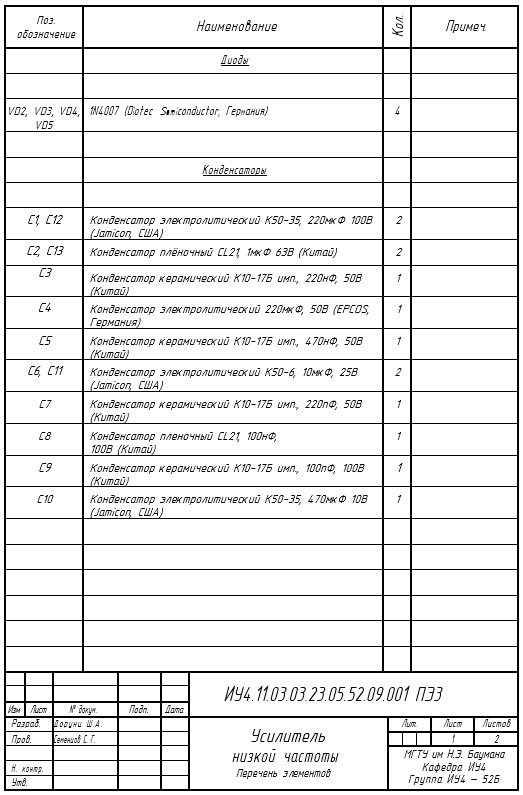 Поз. обозначение Наименование Кол. Примеч.
Диоды
VD2, VD3, VD4, 1N4007 (Diotec Semiconductor, Германия) 4
VD5
Конденсаторы
C1, C12 Конденсатор электролитический К50-35, 220мкФ 100В 2
(Jamicon, США)
C2, C13 Конденсатор плёночный CL21, 1мкФ 63В (Китай) 2
C3 Конденсатор керамический К10-17Б имп., 220нФ, 50В 1
(Китай)
C4 Конденсатор электролитический 220мкФ, 50В (EPCOS, 1
Германия)
C5 Конденсатор керамический К10-17Б имп., 470нФ, 50В 1
(Китай)
C6, C11 Конденсатор электролитический К50-6, 10мкФ, 25В 2
(Jamicon, США)
C7 Конденсатор керамический К10-17Б имп., 220пФ, 50В 1
(Китай)
C8 Конденсатор пленочный CL21, 100нФ, 1
100В (Китай)
C9 Конденсатор керамический К10-17Б имп., 100пФ, 100В 1
(Китай)
C10 Конденсатор электролитический К50-35, 470мкФ 10В 1
(Jamicon, США)
ИУ4.11.03.03.23.05.52.09.001 ПЭ3
Изм Лист № докум. Подп. Дата
Разраб. Доруни Ш.А.
Пров. Семенцов С. Г.
Н. контр.
Утв.
Усилитель
низкой частоты
Перечень элементов
Лит. Лист Листов
1 2
МГТУ им Н.Э. Баумана
Кафедра ИУ4
Группа ИУ4 – 52Б